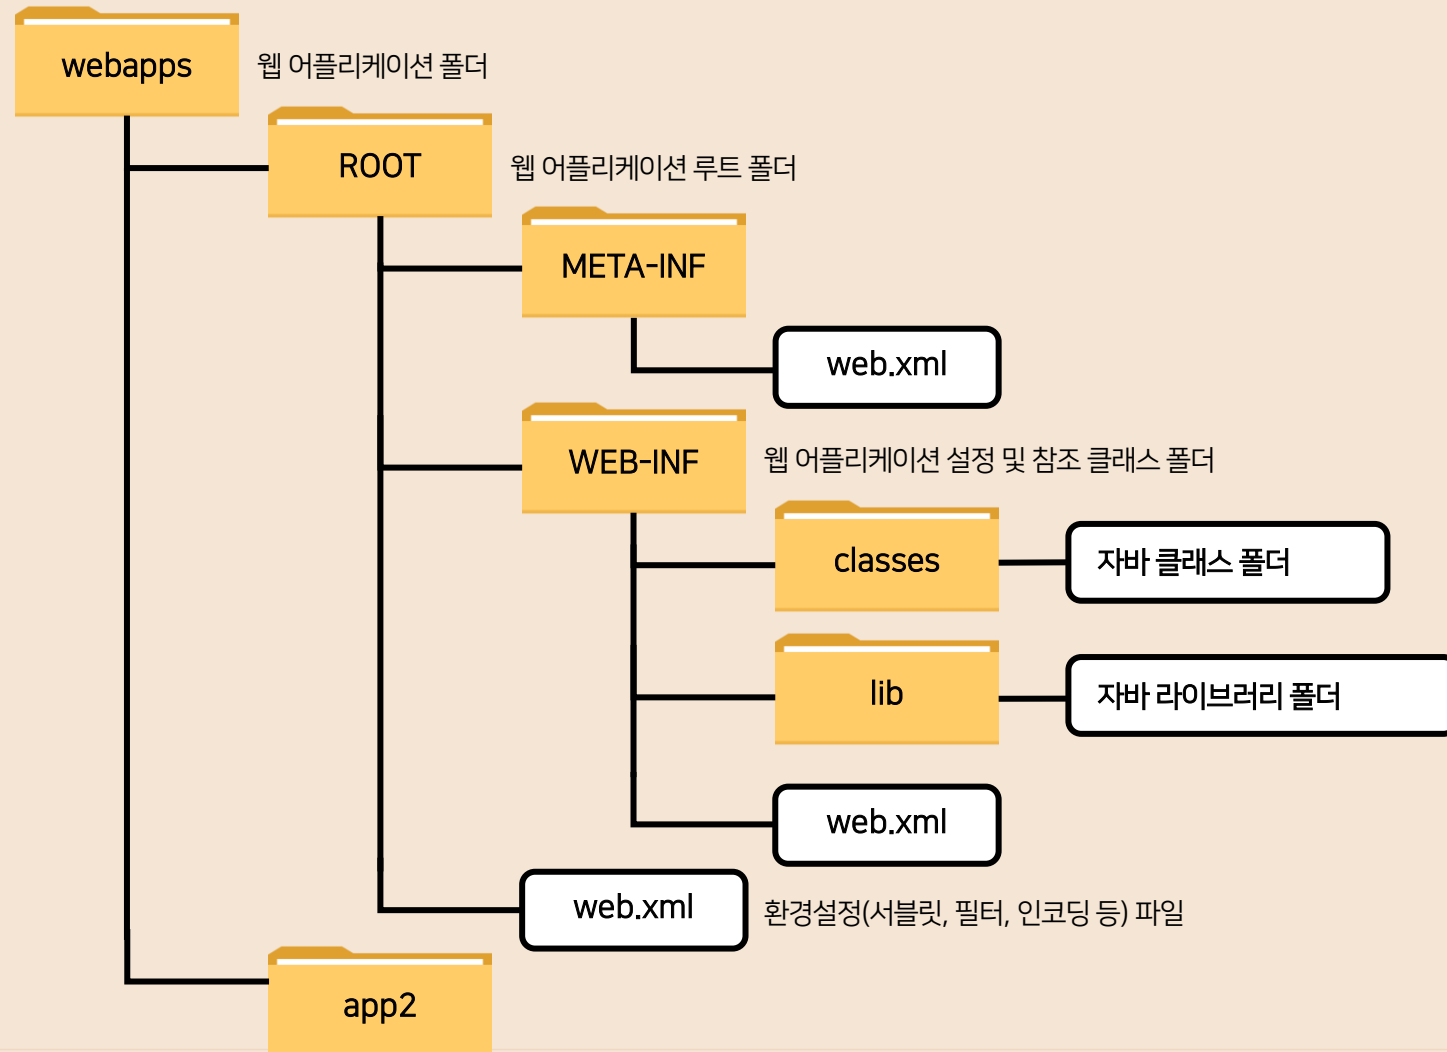 webapps
웹 어플리케이션 폴더
ROOT
웹 어플리케이션 루트 폴더
META-INF
web.xml
WEB-INF
웹 어플리케이션 설정 및 참조 클래스 폴더
classes
자바 클래스 폴더
lib
자바 라이브러리 폴더
web.xml
web.xml
환경설정(서블릿, 필터, 인코딩 등) 파일
app2